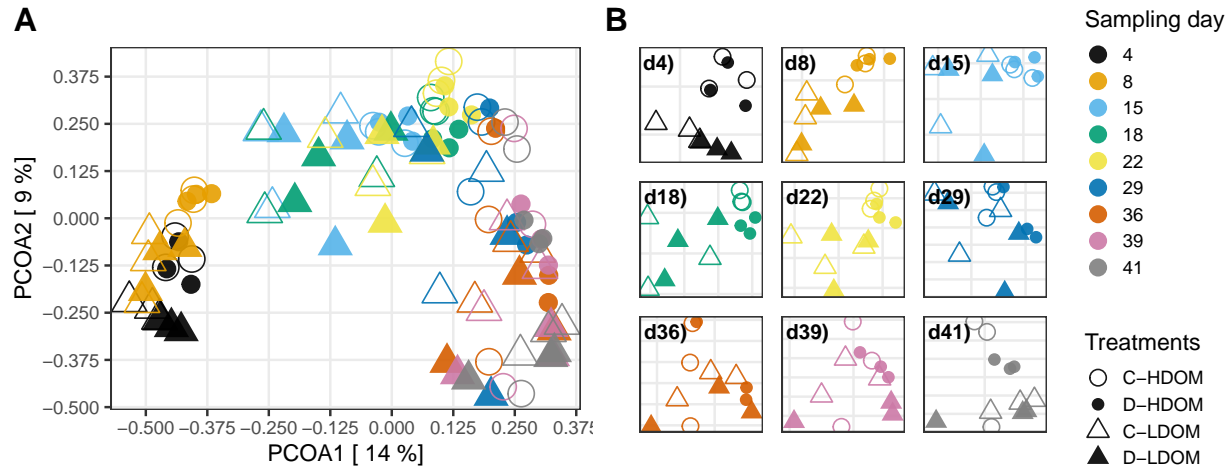 A
B
Sampling day
0.375
0.250
0.125
0.000
−0.125
−0.250
−0.375
−0.500
PCOA2 [ 9 %]
−0.500 −0.375 −0.250 −0.125 0.000 0.125 0.250 0.375
PCOA1 [ 14 %]
d4) d8) d15)
d18) d22) d29)
d36) d39) d41)
4
8
15
18
22
29
36
39
41
Treatments
C−HDOM
D−HDOM
C−LDOM
D−LDOM